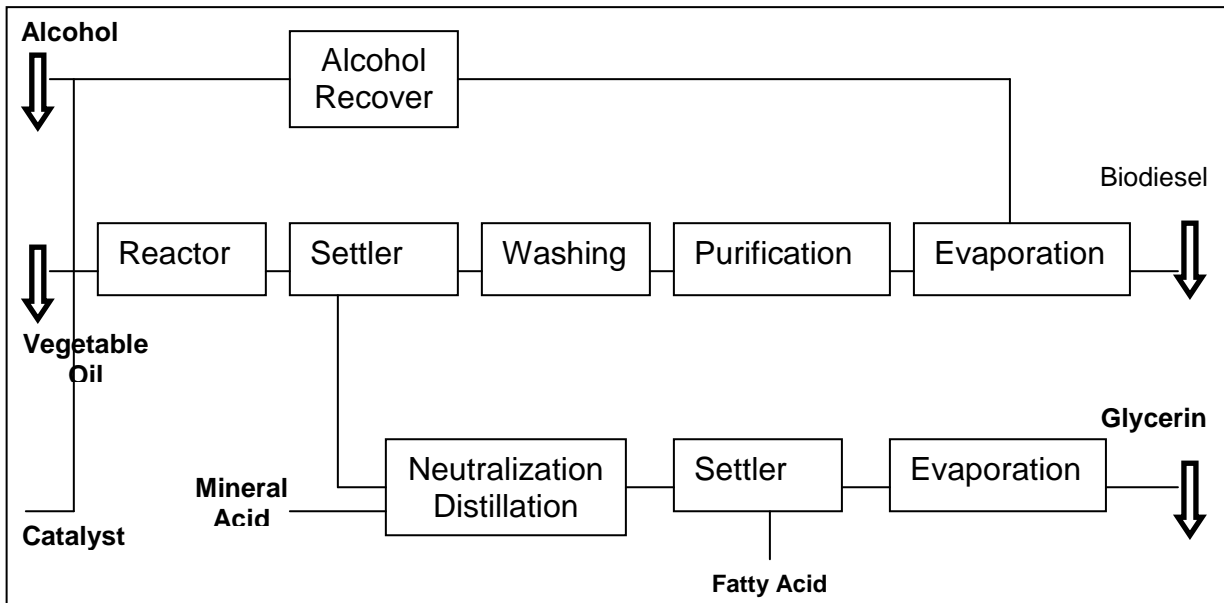 Alcohol
Alcohol
Recover
Biodiesel
Reactor
Settler
Washing
Purification
Evaporation
Vegetable
Oil
Glycerin
Neutralization
Distillation
Settler
Evaporation
Mineral
Acid
Catalyst
Fatty Acid